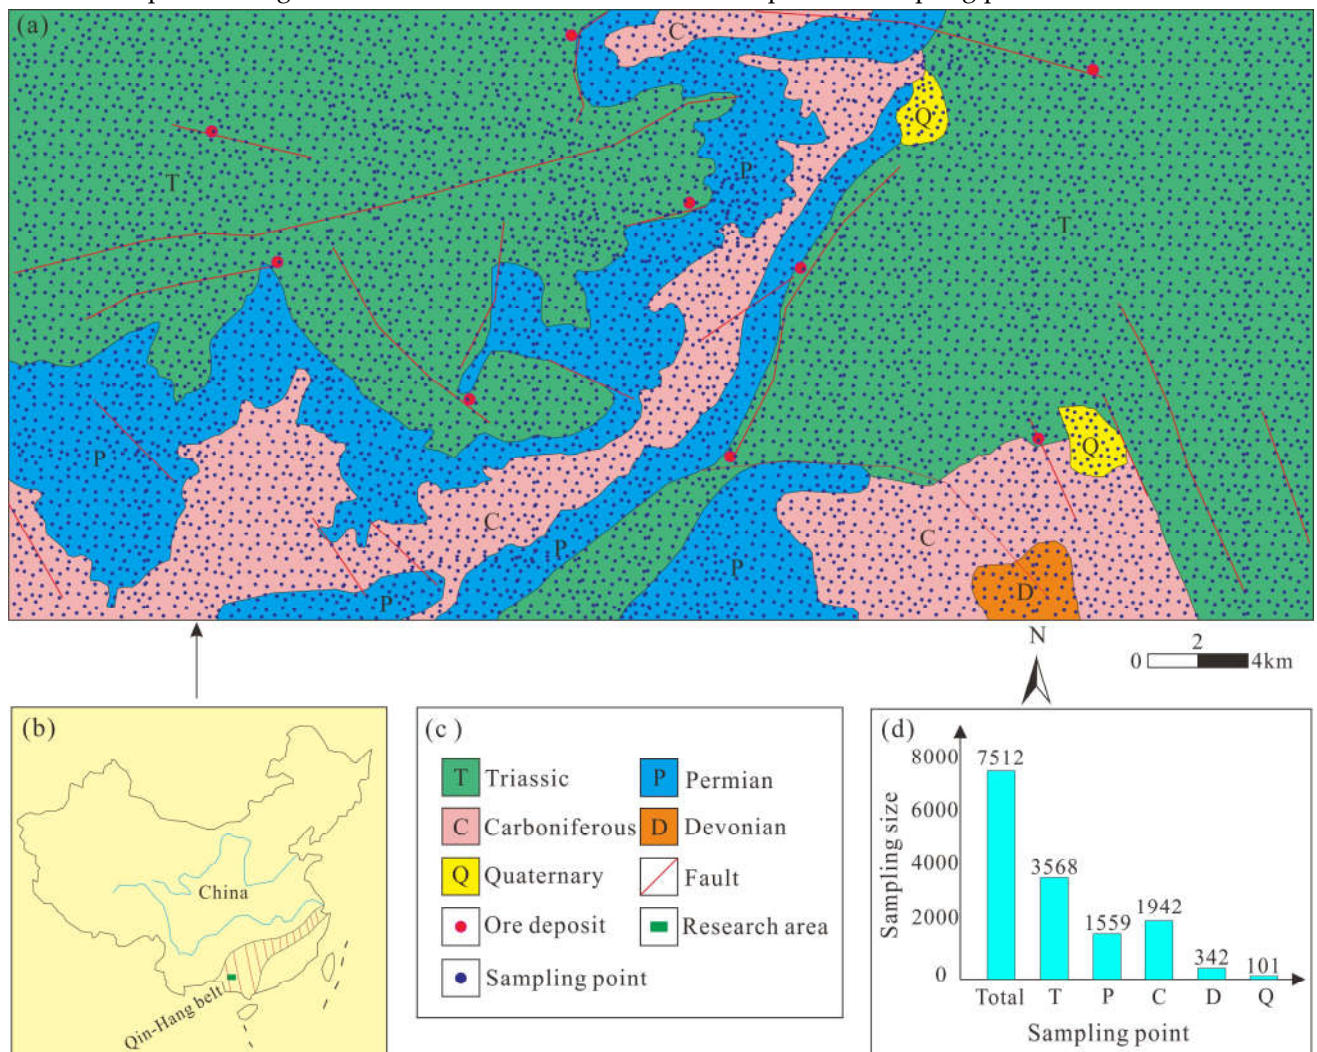 (a)
C
Q
P
T
T
P
Q
C
C
P
P
D
P
N
2
0
4km
(b)
China
Qin-Hang belt
(c )
T Triassic
P Permian
C Carboniferous
D Devonian
Q Quaternary
Fault
Ore deposit
Research area
Sampling point
(d)
Sampling size
8000
6000
4000
2000
0
7512
3568
1559
1942
342
101
Total T P C D Q
Sampling point